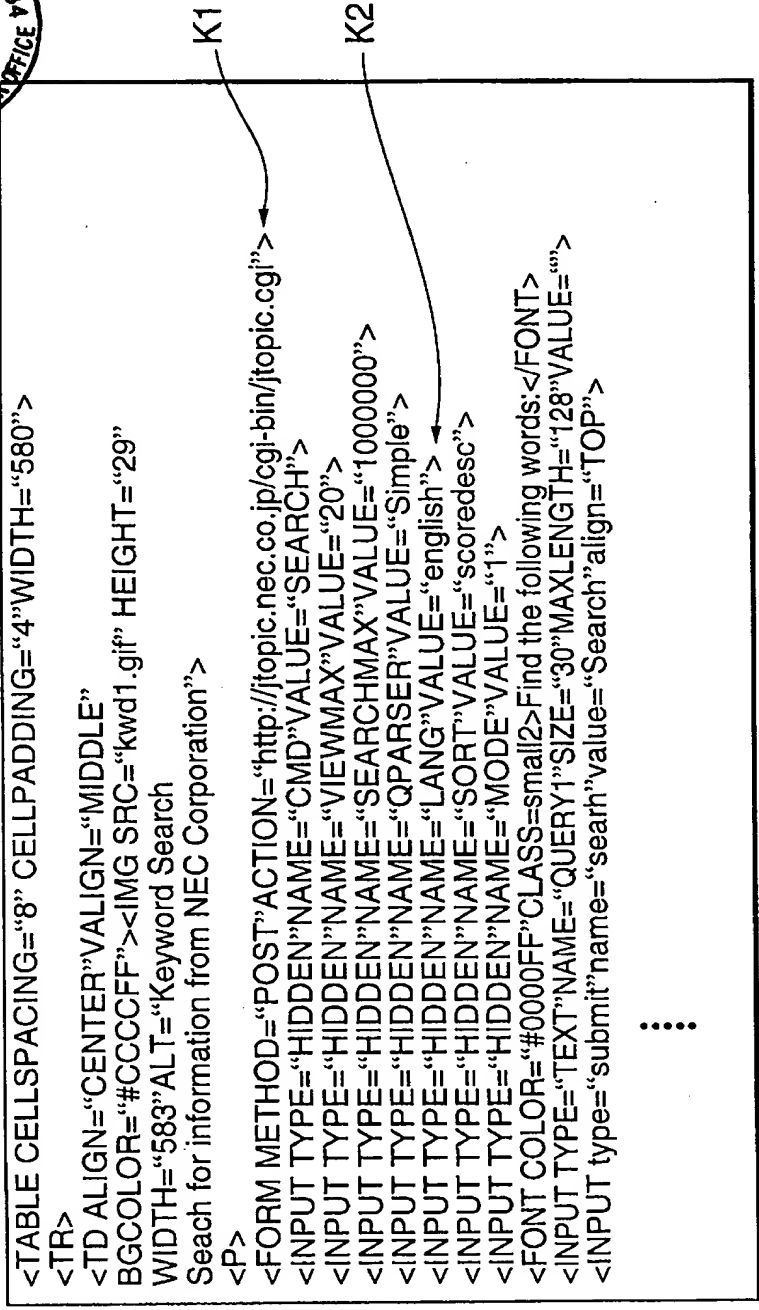 <TABLE CELLSPACING=“8” CELLPADDING=“4”WIDTH=“580”>
<TR>
<TD ALIGN=“CENTER”VALIGN=“MIDDLE”
BGCOLOR=“#CCCCFF”><IMG SRC=“kwd1.gif” HEIGHT=“29”
WIDTH=“583”ALT=“Keyword Search
Seach for information from NEC Corporation”>
<P>
<FORM METHOD=“POST”ACTION=“http://jtopic.nec.co.jp/cgi-bin/jtopic.cgi”>
K1
<INPUT TYPE=“HIDDEN”NAME=“CMD”VALUE=“SEARCH”>
<INPUT TYPE=“HIDDEN”NAME=“VIEWMAX”VALUE=“20”>
<INPUT TYPE=“HIDDEN”NAME=“SEARCHMAX”VALUE=“1000000”>
<INPUT TYPE=“HIDDEN”NAME=“QPARSER”VALUE=“Simple”>
<INPUT TYPE=“HIDDEN”NAME=“LANG”VALUE=“english”>
K2
<INPUT TYPE=“HIDDEN”NAME=“SORT”VALUE=“scoredesc”>
<INPUT TYPE=“HIDDEN”NAME=“MODE”VALUE=“1”>
<FONT COLOR=“#0000FF”CLASS=small2>Find the following words:</FONT>
<INPUT TYPE=“TEXT”NAME=“QUERY1”SIZE=“30”MAXLENGTH=“128”VALUE=“”>
<INPUT type=“submit”name=“searh”value=“Search”align=“TOP”>
•••••